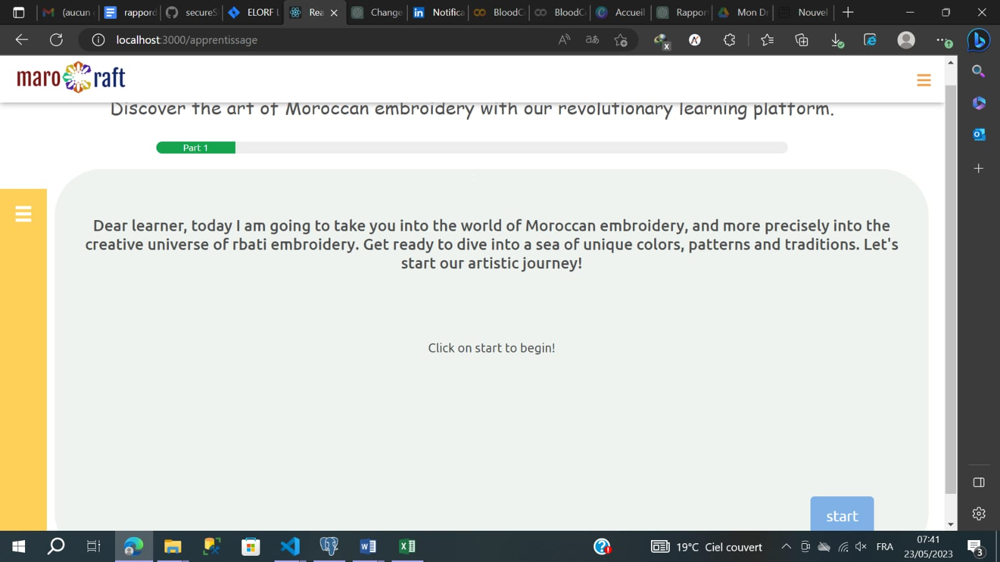 (aucun
rappord
secureS
ELORF L
Rea
Change
Notifica
BloodC
BloodC
Accueil
Rappor
Mon Dr
Nouvel
localhost:3000/apprentissage
maro raft
Discover the art of Moroccan embroidery with our revolutionary learning platform.
Part 1
Dear learner, today I am going to take you into the world of Moroccan embroidery, and more precisely into the
creative universe of rbati embroidery. Get ready to dive into a sea of unique colors, patterns and traditions. Let's
start our artistic journey!
Click on start to begin!
start
19°C Ciel couvert
FRA
07:41
23/05/2023
3